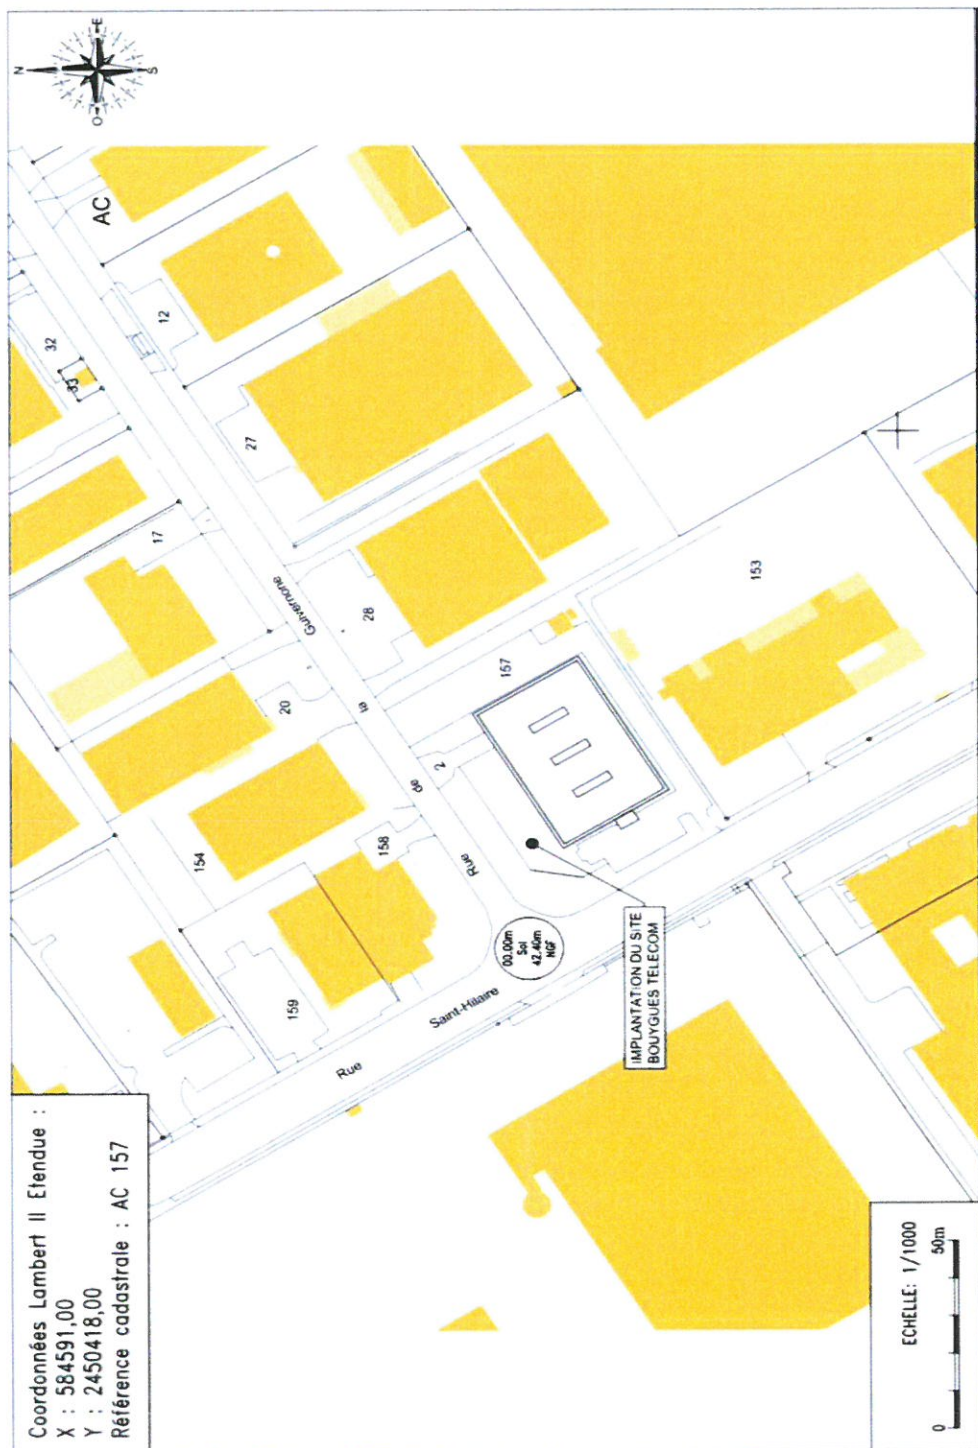 Coordonnées Lambert II Etendue :
X : 584591,00
Y : 2450418,00
Référence cadastrale : AC 157
N
E
S
O
AC
32
33
12
27
17
28
20
154
158
159
157
153
2
Rue de la Guivernone
Rue Saint-Hilaire
00.00m
Sol
42.40m
NGF
IMPLANTATION DU SITE
BOUYGUES TELECOM
ECHELLE: 1/1000
0 50m